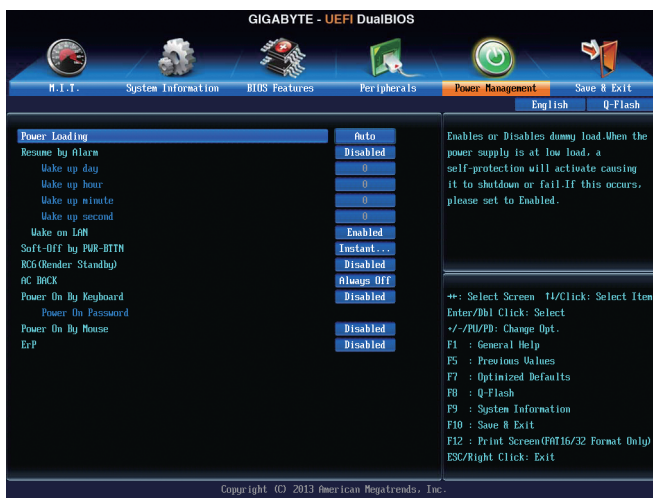 GIGABYTE - UEFI DualBIOS
M.I.T. System Information BIOS Features Peripherals Power Management Save & Exit
English Q-Flash
Power Loading Auto
Resume by Alarm Disabled
Wake up day 0
Wake up hour 0
Wake up minute 0
Wake up second 0
Wake on LAN Enabled
Soft-Off by PWR-BTTN Instant...
RC6(Render Standby) Disabled
AC BACK Always Off
Power On By Keyboard Disabled
Power On Password
Power On By Mouse Disabled
ErP Disabled
Enables or Disables dummy load.When the
power supply is at low load, a
self-protection will activate causing
it to shutdown or fail.If this occurs,
please set to Enabled.
→←: Select Screen ↑↓/Click: Select Item
Enter/Dbl Click: Select
+/-/PU/PD: Change Opt.
F1 : General Help
F5 : Previous Values
F7 : Optimized Defaults
F8 : Q-Flash
F9 : System Information
F10 : Save & Exit
F12 : Print Screen(FAT16/32 Format Only)
ESC/Right Click: Exit
Copyright (C) 2013 American Megatrends, Inc.